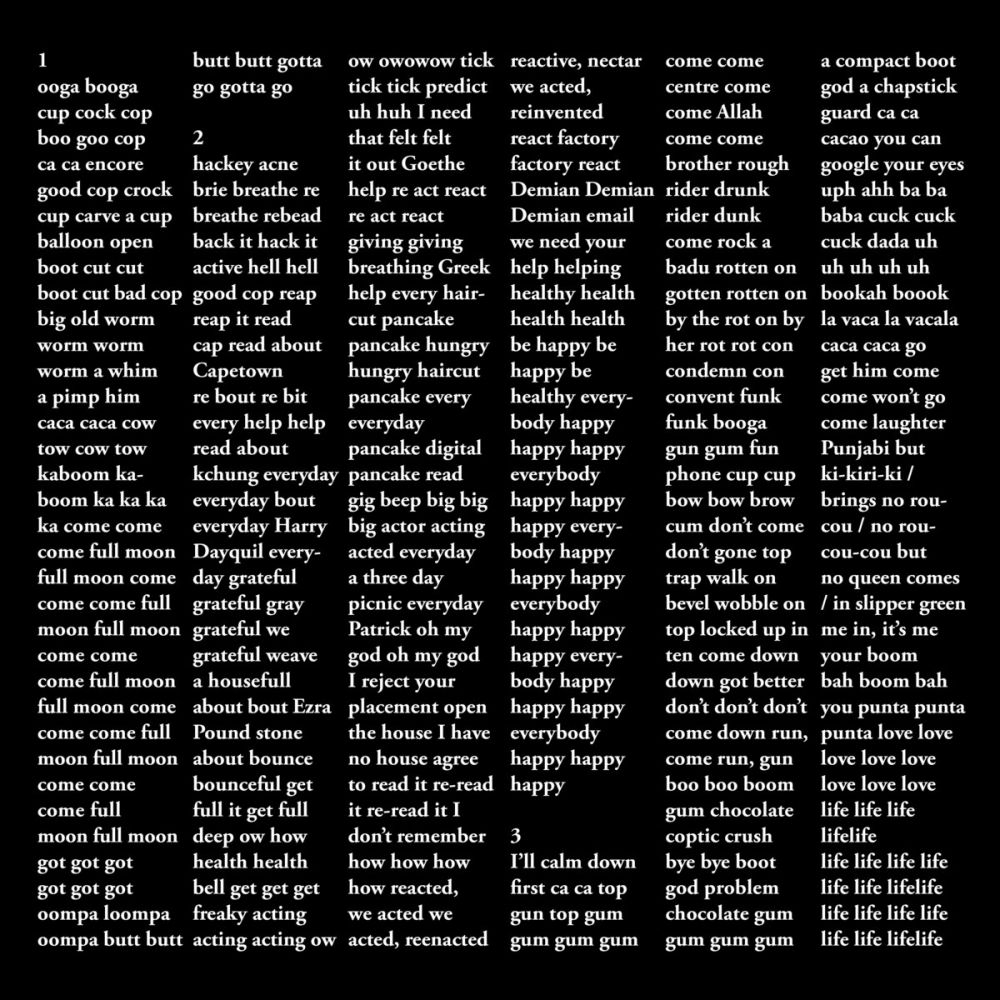 1
ooga booga
cup cock cop
boo goo cop
ca ca encore
good cop crock
cup carve a cup
balloon open
boot cut cut
boot cut bad cop
big old worm
worm worm
worm a whim
a pimp him
caca caca cow
tow cow tow
kaboom ka-
boom ka ka ka
ka come come
come full moon
full moon come
come come full
moon full moon
come come
come full moon
full moon come
come come full
moon full moon
come come
come full
moon full moon
got got got
got got got
oompa loompa
oompa butt butt
butt butt gotta
go gotta go
2
hackey acne
brie breathe re
breathe rebead
back it hack it
active hell hell
good cop reap
reap it read
cap read about
Capetown
re bout re bit
every help help
read about
kchung everyday
everyday bout
everyday Harry
Dayquil every-
day grateful
grateful gray
grateful we
grateful weave
a housefull
about bout Ezra
Pound stone
about bounce
bounceful get
full it get full
deep ow how
health health
bell get get get
freaky acting
acting acting ow
ow owowow tick
tick tick predict
uh huh I need
that felt felt
it out Goethe
help re act react
re act react
giving giving
breathing Greek
help every hair-
cut pancake
pancake hungry
hungry haircut
pancake every
everyday
pancake digital
pancake read
gig beep big big
big actor acting
acted everyday
a three day
picnic everyday
Patrick oh my
god oh my god
I reject your
placement open
the house I have
no house agree
to read it re-read
it re-read it I
don’t remember
how how how
how reacted,
we acted we
acted, reenacted
reactive, nectar
we acted,
reinvented
react factory
factory react
Demian Demian
Demian email
we need your
help helping
healthy health
health health
be happy be
happy be
healthy every-
body happy
happy happy
everybody
happy happy
happy every-
body happy
happy happy
everybody
happy happy
happy every-
body happy
happy happy
everybody
happy happy
happy
3
I’ll calm down
first ca ca top
gun top gum
gum gum gum
come come
centre come
come Allah
come come
brother rough
rider drunk
rider dunk
come rock a
badu rotten on
gotten rotten on
by the rot on by
her rot rot con
condemn con
convent funk
funk booga
gun gum fun
phone cup cup
bow bow brow
cum don’t come
don’t gone top
trap walk on
bevel wobble on
top locked up in
ten come down
down got better
don’t don’t don’t
come down run,
come run, gun
boo boo boom
gum chocolate
coptic crush
bye bye boot
god problem
chocolate gum
gum gum gum
a compact boot
god a chapstick
guard ca ca
cacao you can
google your eyes
uph ahh ba ba
baba cuck cuck
cuck dada uh
uh uh uh uh
bookah boook
la vaca la vacala
caca caca go
get him come
come won’t go
come laughter
Punjabi but
ki-kiri-ki /
brings no rou-
cou / no rou-
cou-cou but
no queen comes
/ in slipper green
me in, it’s me
your boom
bah boom bah
you punta punta
punta love love
love love love
love love love
life life life
lifelife
life life life life
life life lifelife
life life life life
life life lifelife